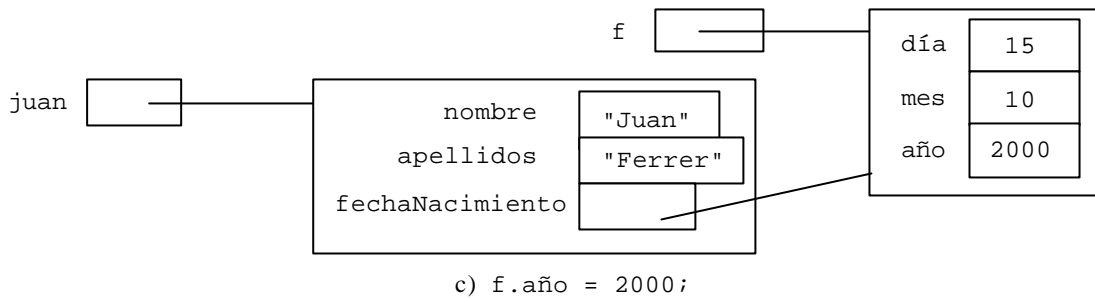 f
día 15
juan
mes 10
nombre "Juan"
año 2000
apellidos "Ferrer"
fechaNacimiento
c) f.año = 2000;